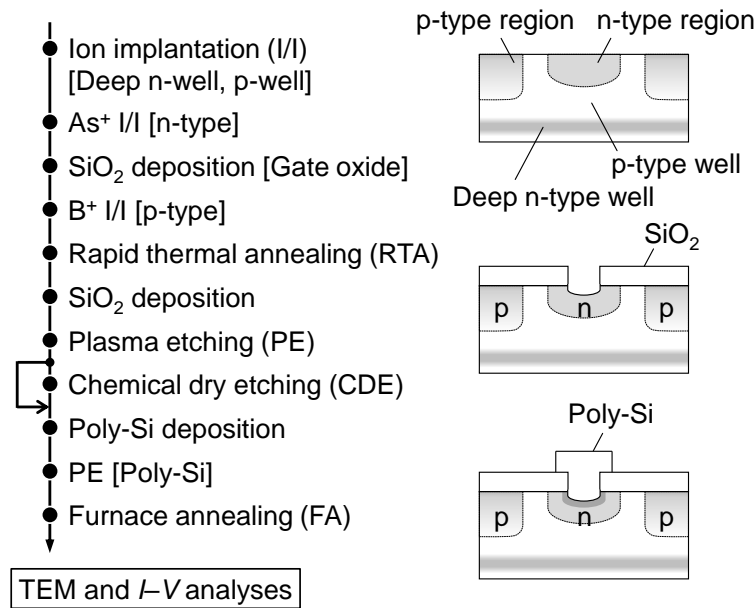 Ion implantation (I/I)
[Deep n-well, p-well]
As⁺ I/I [n-type]
SiO₂ deposition [Gate oxide]
B⁺ I/I [p-type]
Rapid thermal annealing (RTA)
SiO₂ deposition
Plasma etching (PE)
Chemical dry etching (CDE)
Poly-Si deposition
PE [Poly-Si]
Furnace annealing (FA)
TEM and I–V analyses
p-type region
n-type region
p-type well
Deep n-type well
SiO₂
p n p
Poly-Si
p n p